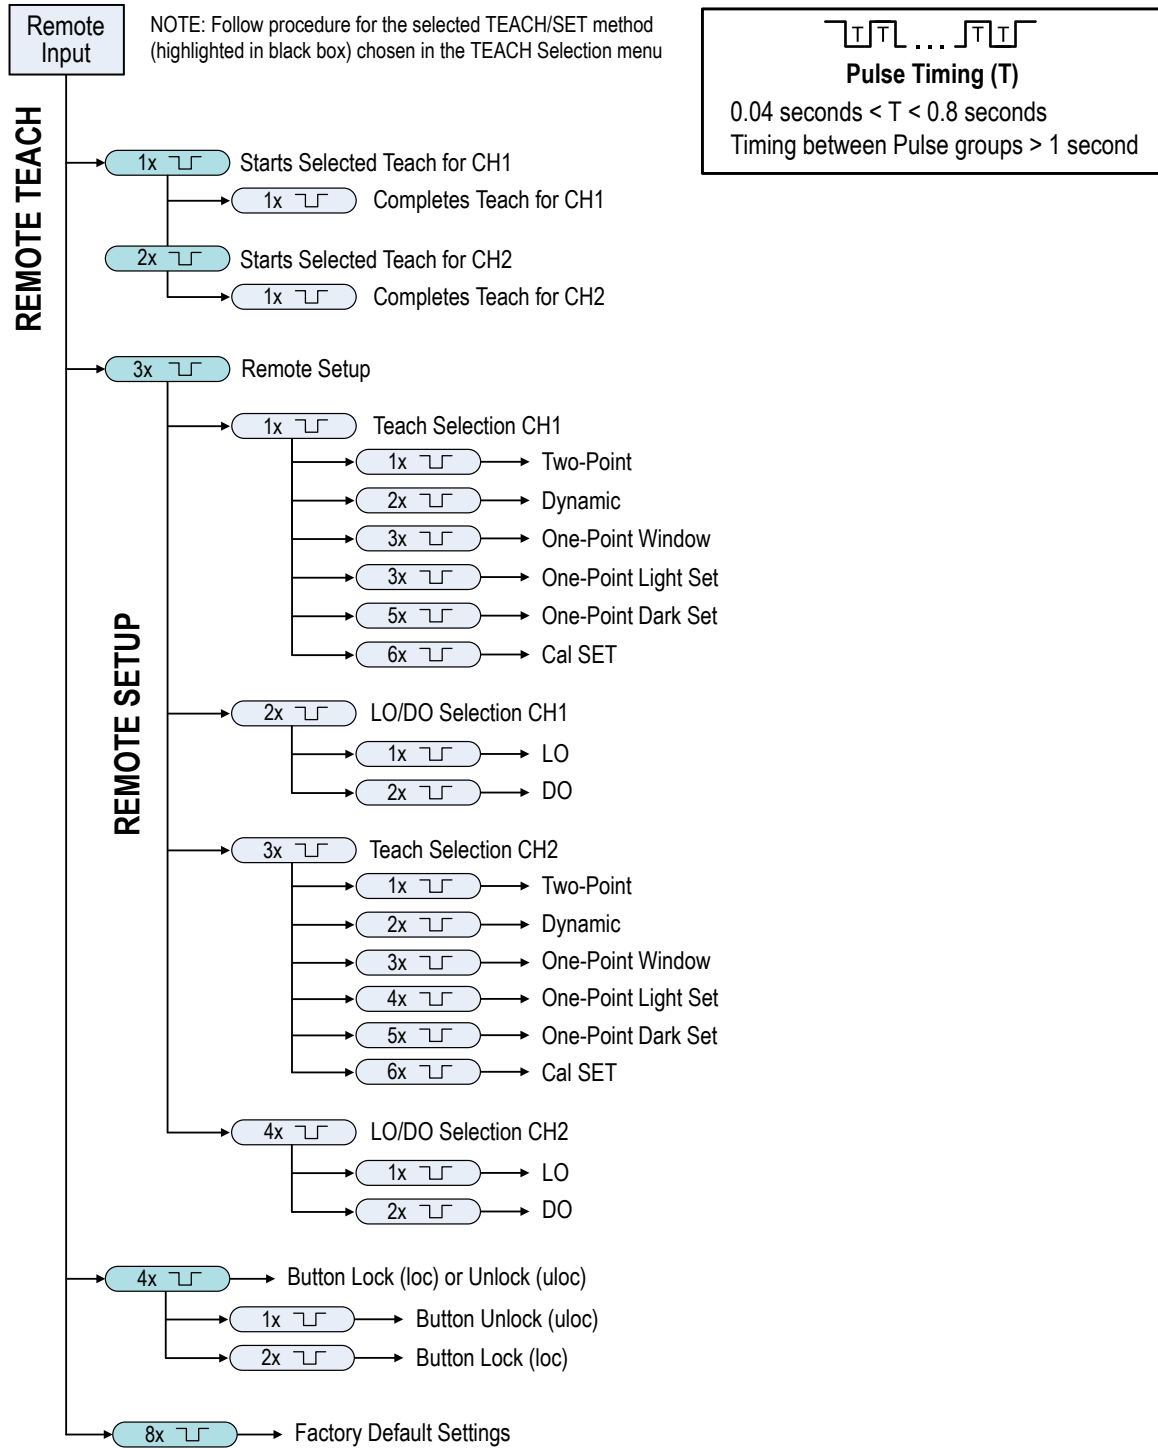 Remote
Input
NOTE: Follow procedure for the selected TEACH/SET method
(highlighted in black box) chosen in the TEACH Selection menu
T T ... T T
Pulse Timing (T)
0.04 seconds < T < 0.8 seconds
Timing between Pulse groups > 1 second
REMOTE TEACH
1x Starts Selected Teach for CH1
1x Completes Teach for CH1
2x Starts Selected Teach for CH2
1x Completes Teach for CH2
3x Remote Setup
REMOTE SETUP
1x Teach Selection CH1
1x Two-Point
2x Dynamic
3x One-Point Window
3x One-Point Light Set
5x One-Point Dark Set
6x Cal SET
2x LO/DO Selection CH1
1x LO
2x DO
3x Teach Selection CH2
1x Two-Point
2x Dynamic
3x One-Point Window
4x One-Point Light Set
5x One-Point Dark Set
6x Cal SET
4x LO/DO Selection CH2
1x LO
2x DO
4x Button Lock (loc) or Unlock (uloc)
1x Button Unlock (uloc)
2x Button Lock (loc)
8x Factory Default Settings